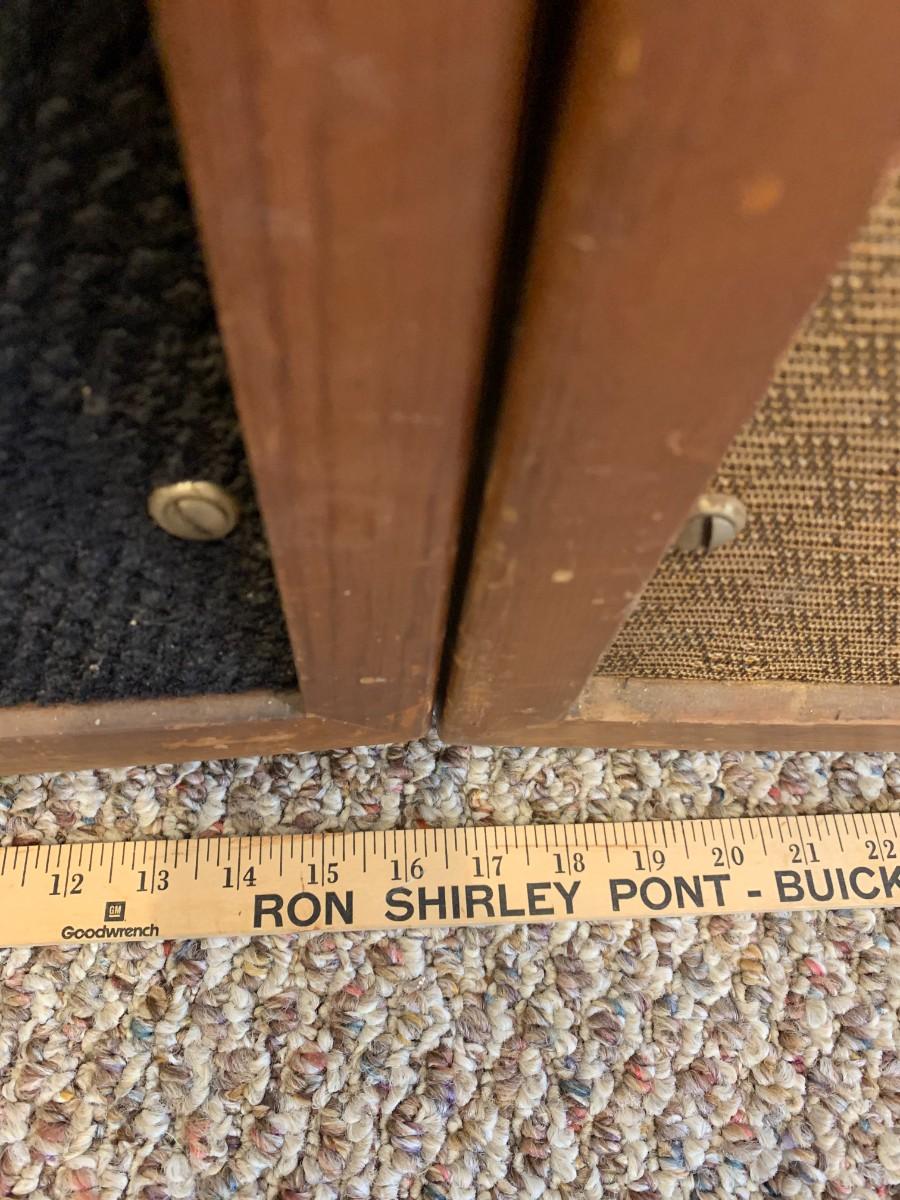 12 13 14 15 16 17 18 19 20 21 22
RON SHIRLEY PONT - BUICK
GM
Goodwrench